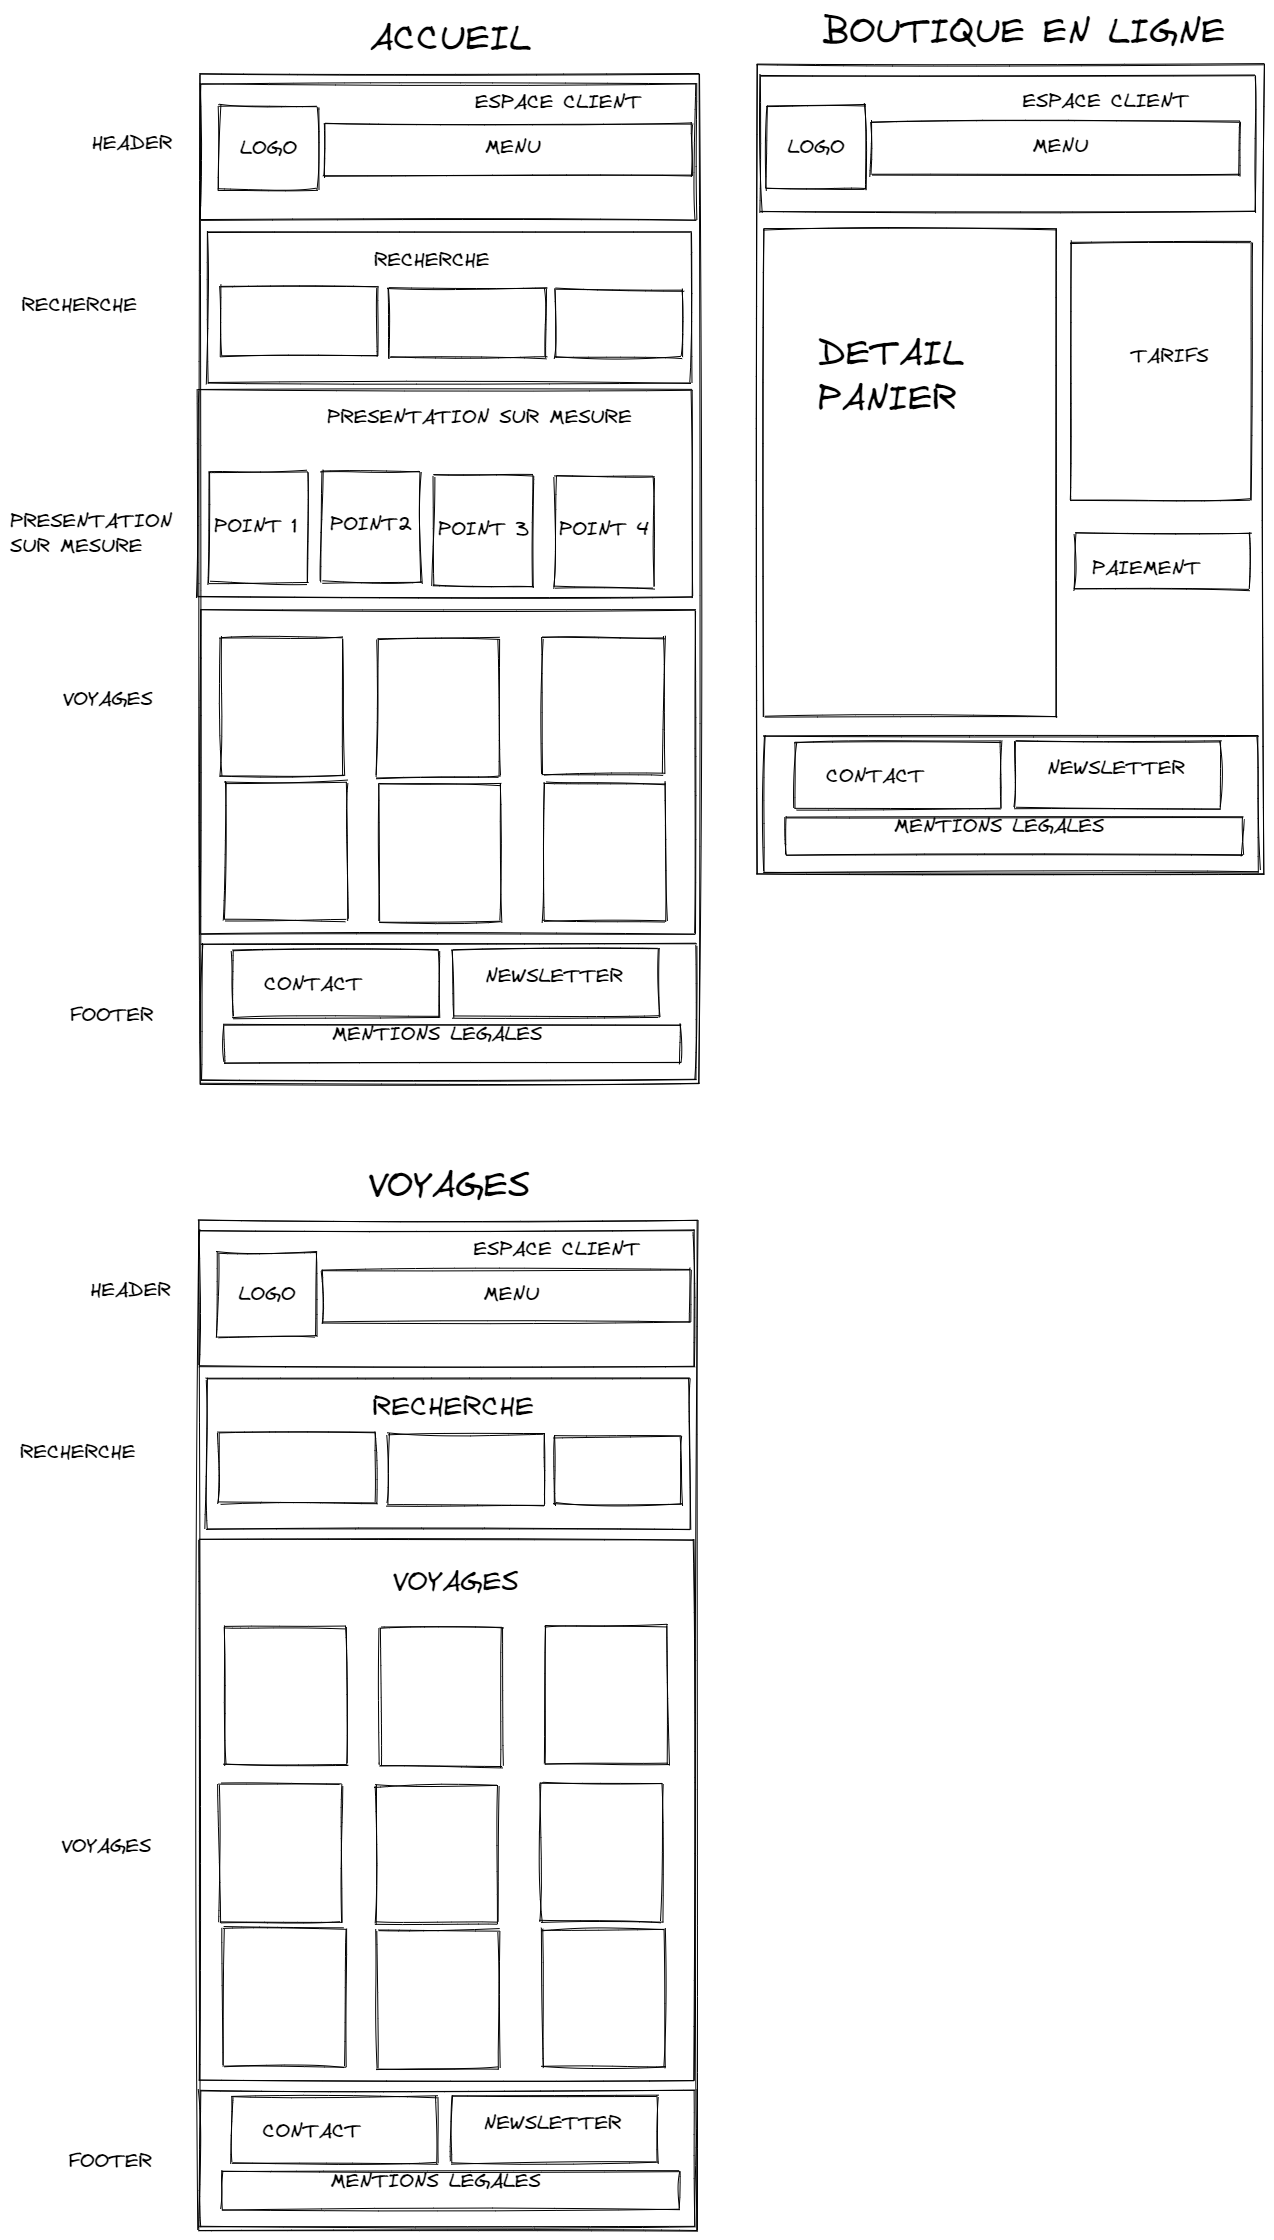 ACCUEIL
HEADER
ESPACE CLIENT
LOGO
MENU
RECHERCHE
RECHERCHE
PRESENTATION
SUR MESURE
PRESENTATION SUR MESURE
POINT 1
POINT2
POINT 3
POINT 4
VOYAGES
FOOTER
CONTACT
NEWSLETTER
MENTIONS LEGALES
BOUTIQUE EN LIGNE
ESPACE CLIENT
LOGO
MENU
DETAIL
PANIER
TARIFS
PAIEMENT
CONTACT
NEWSLETTER
MENTIONS LEGALES
VOYAGES
HEADER
ESPACE CLIENT
LOGO
MENU
RECHERCHE
RECHERCHE
VOYAGES
VOYAGES
FOOTER
CONTACT
NEWSLETTER
MENTIONS LEGALES